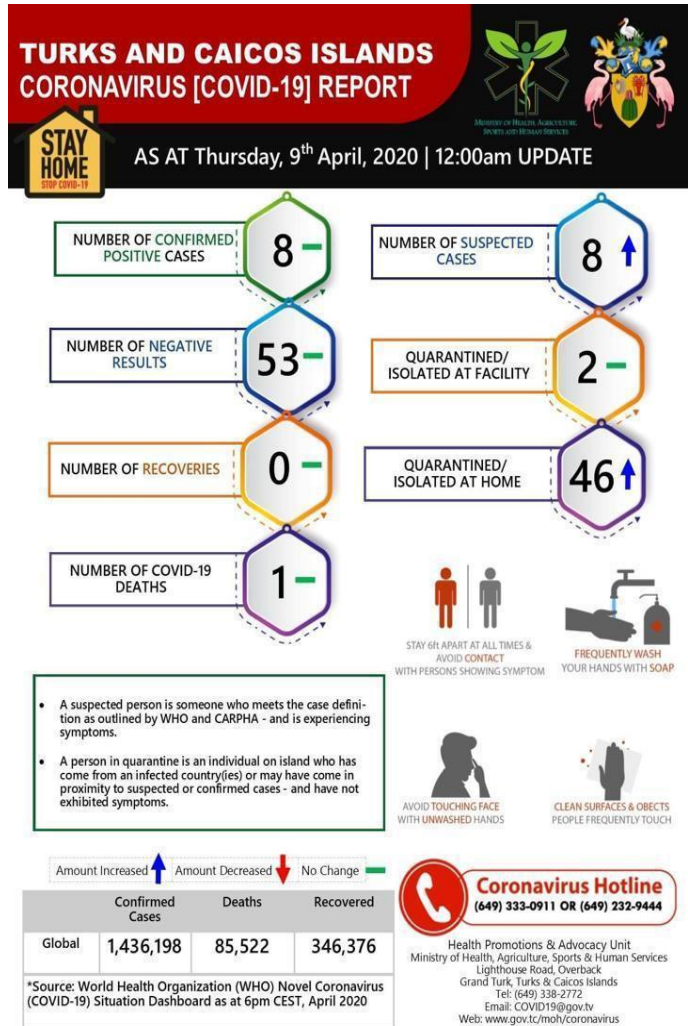 TURKS AND CAICOS ISLANDS
CORONAVIRUS [COVID-19] REPORT
MINISTRY OF HEALTH, AGRICULTURE,
SPORTS AND HUMAN SERVICES
STAY
HOME
STOP COVID-19
AS AT Thursday, 9th April, 2020 | 12:00am UPDATE
NUMBER OF CONFIRMED
POSITIVE CASES
8
NUMBER OF SUSPECTED
CASES
8
NUMBER OF NEGATIVE
RESULTS
53
QUARANTINED/
ISOLATED AT FACILITY
2
NUMBER OF RECOVERIES
0
QUARANTINED/
ISOLATED AT HOME
46
NUMBER OF COVID-19
DEATHS
1
STAY 6ft APART AT ALL TIMES &
AVOID CONTACT
WITH PERSONS SHOWING SYMPTOM
FREQUENTLY WASH
YOUR HANDS WITH SOAP
• A suspected person is someone who meets the case defini-
tion as outlined by WHO and CARPHA - and is experiencing
symptoms.
• A person in quarantine is an individual on island who has
come from an infected country(ies) or may have come in
proximity to suspected or confirmed cases - and have not
exhibited symptoms.
AVOID TOUCHING FACE
WITH UNWASHED HANDS
CLEAN SURFACES & OBECTS
PEOPLE FREQUENTLY TOUCH
Amount Increased Amount Decreased No Change
Confirmed Cases Deaths Recovered
Global 1,436,198 85,522 346,376
*Source: World Health Organization (WHO) Novel Coronavirus
(COVID-19) Situation Dashboard as at 6pm CEST, April 2020
Coronavirus Hotline
(649) 333-0911 OR (649) 232-9444
Health Promotions & Advocacy Unit
Ministry of Health, Agriculture, Sports & Human Services
Lighthouse Road, Overback
Grand Turk, Turks & Caicos Islands
Tel: (649) 338-2772
Email: COVID19@gov.tv
Web: www.gov.tc/moh/coronavirus